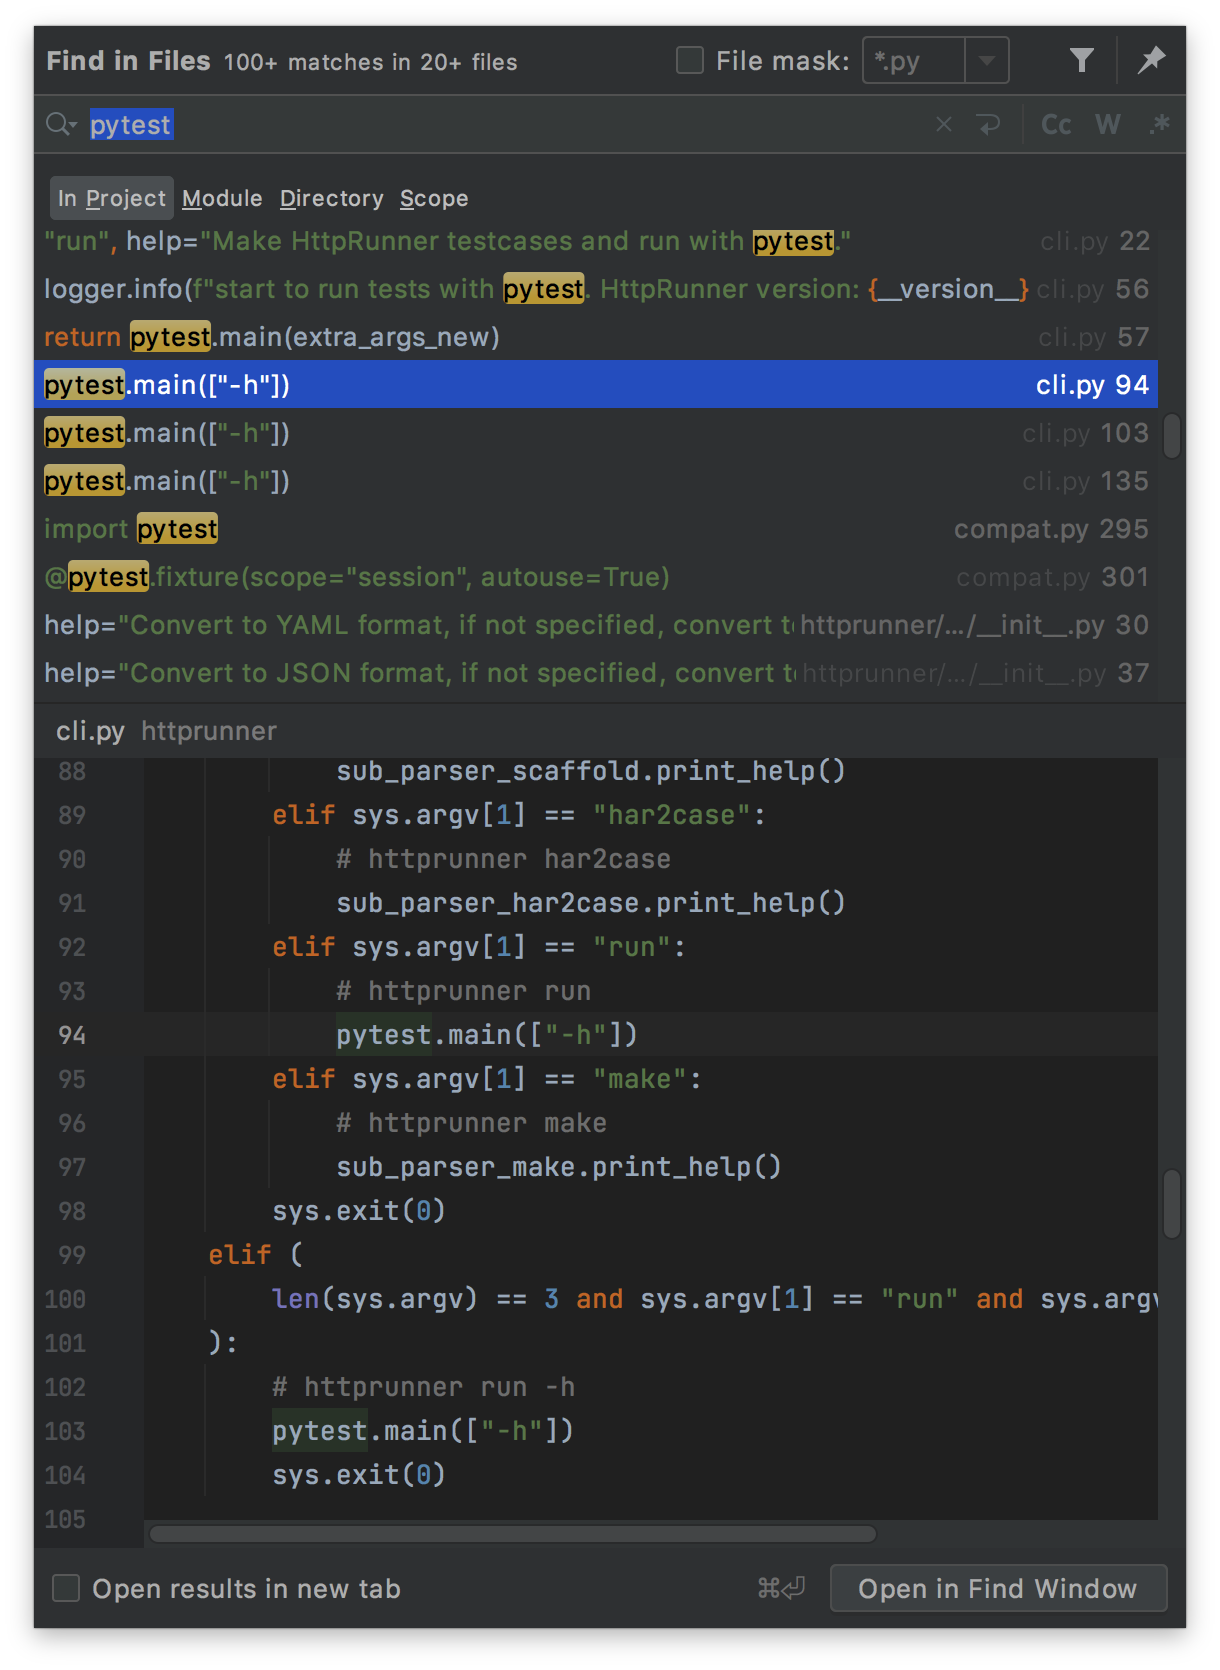 Find in Files 100+ matches in 20+ files File mask: *.py
pytest Cc W .*
In Project Module Directory Scope
"run", help="Make HttpRunner testcases and run with pytest." cli.py 22
logger.info(f"start to run tests with pytest. HttpRunner version: {__version__} cli.py 56
return pytest.main(extra_args_new) cli.py 57
pytest.main(["-h"]) cli.py 94
pytest.main(["-h"]) cli.py 103
pytest.main(["-h"]) cli.py 135
import pytest compat.py 295
@pytest.fixture(scope="session", autouse=True) compat.py 301
help="Convert to YAML format, if not specified, convert to httprunner/.../__init__.py 30
help="Convert to JSON format, if not specified, convert to httprunner/.../__init__.py 37
cli.py httprunner
88 sub_parser_scaffold.print_help()
89 elif sys.argv[1] == "har2case":
90 # httprunner har2case
91 sub_parser_har2case.print_help()
92 elif sys.argv[1] == "run":
93 # httprunner run
94 pytest.main(["-h"])
95 elif sys.argv[1] == "make":
96 # httprunner make
97 sub_parser_make.print_help()
98 sys.exit(0)
99 elif (
100 len(sys.argv) == 3 and sys.argv[1] == "run" and sys.argv
101 ):
102 # httprunner run -h
103 pytest.main(["-h"])
104 sys.exit(0)
105
Open results in new tab ⌘⏎ Open in Find Window